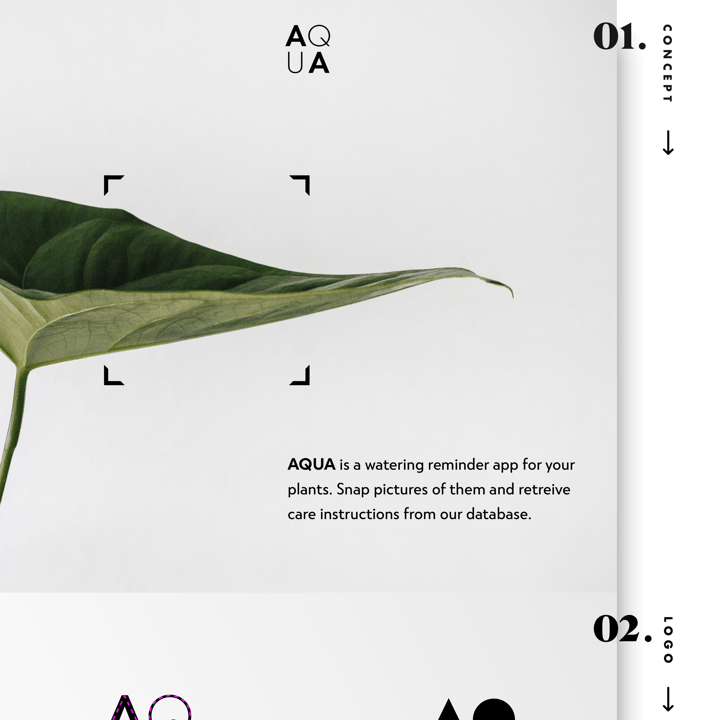 AQ
UA
01.
CONCEPT
AQUA is a watering reminder app for your
plants. Snap pictures of them and retreive
care instructions from our database.
02.
LOGO
AQ